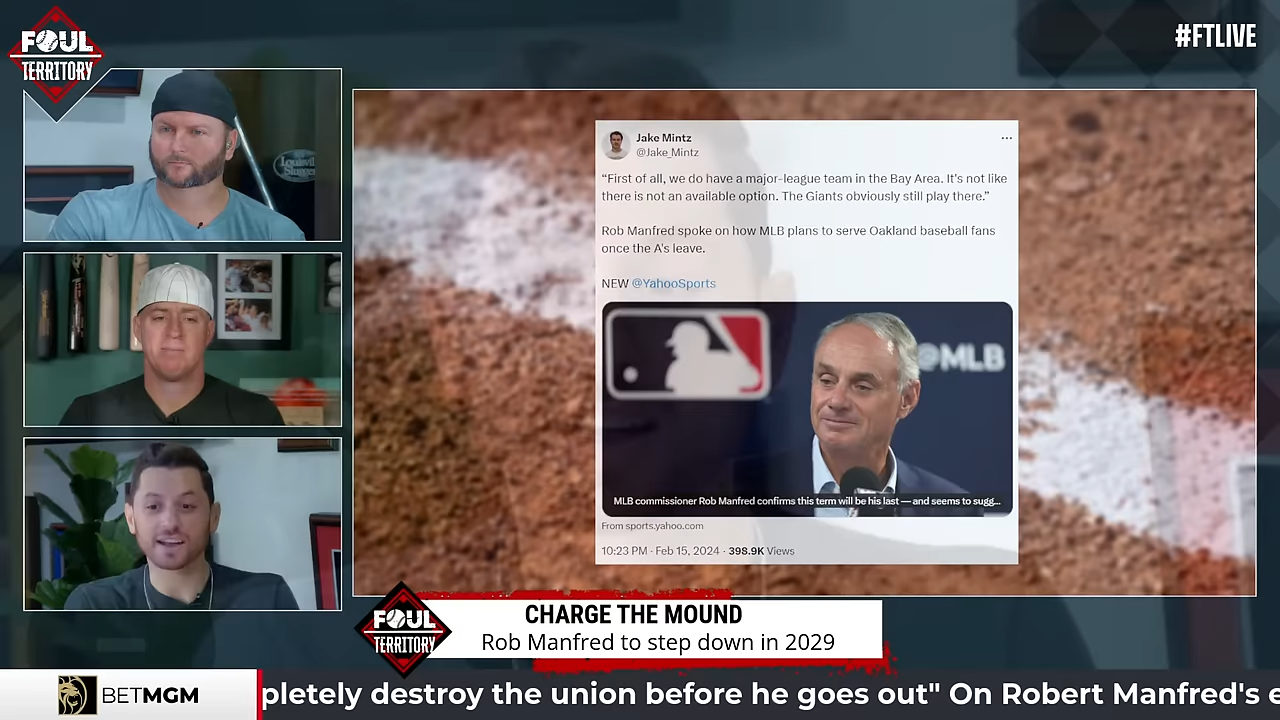 FOUL
TERRITORY
#FTLIVE
Louisville
Slugger
Jake Mintz
@Jake_Mintz
“First of all, we do have a major-league team in the Bay Area. It's not like
there is not an available option. The Giants obviously still play there.”
Rob Manfred spoke on how MLB plans to serve Oakland baseball fans
once the A's leave.
NEW @YahooSports
@MLB
MLB commissioner Rob Manfred confirms this term will be his last — and seems to sugg...
From sports.yahoo.com
10:23 PM · Feb 15, 2024 · 398.9K Views
FOUL
TERRITORY
CHARGE THE MOUND
Rob Manfred to step down in 2029
BETMGM
pletely destroy the union before he goes out" On Robert Manfred's e